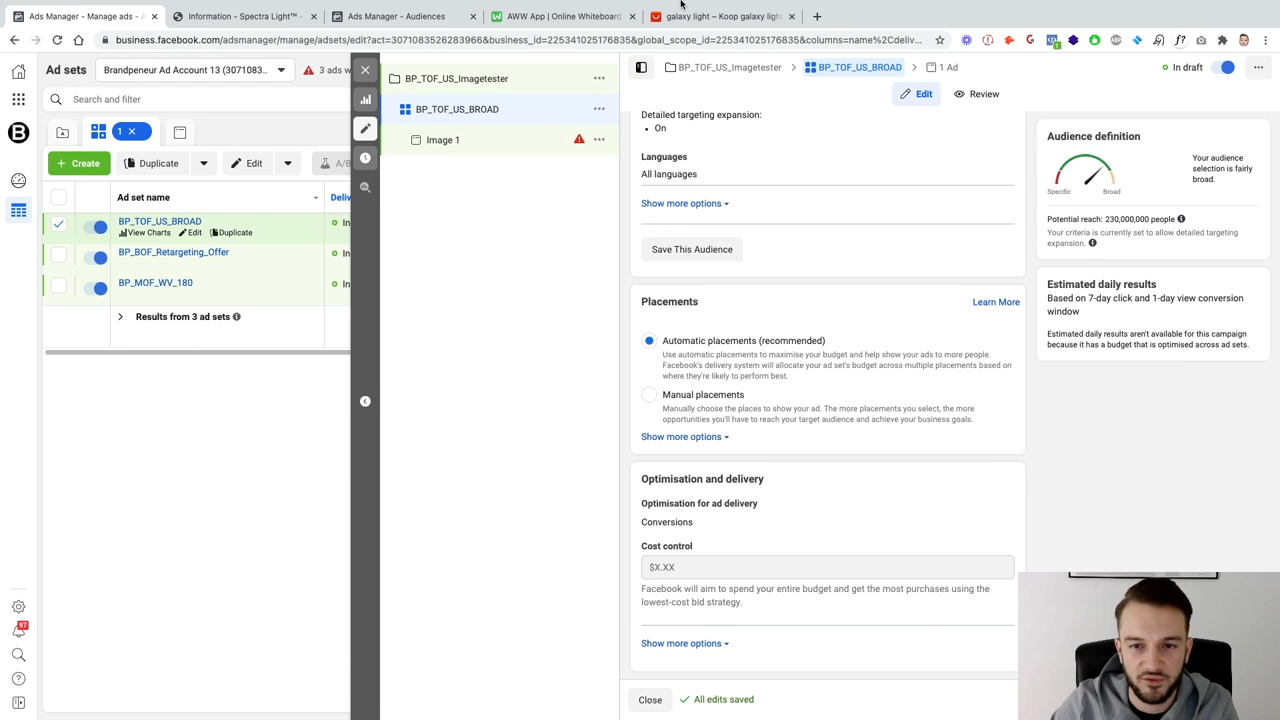 Ads Manager - Manage ads - A
Information - Spectra Light™ -
Ads Manager - Audiences
AWW App | Online Whiteboard
galaxy light – Koop galaxy light
business.facebook.com/adsmanager/manage/adsets/edit?act=3071083526283966&business_id=225341025176835&global_scope_id=225341025176835&columns=name%2Cdeliv...
Ad sets
Brandpeneur Ad Account 13 (3071083...
3 ads w
Search and filter
1
Create
Duplicate
Edit
A/B
Ad set name
Deliv
BP_TOF_US_BROAD
View Charts
Edit
Duplicate
In
BP_BOF_Retargeting_Offer
In
BP_MOF_WV_180
In
Results from 3 ad sets
97
BP_TOF_US_Imagetester
BP_TOF_US_BROAD
Image 1
BP_TOF_US_Imagetester
BP_TOF_US_BROAD
1 Ad
In draft
Edit
Review
Detailed targeting expansion:
On
Languages
All languages
Show more options
Save This Audience
Placements
Learn More
Automatic placements (recommended)
Use automatic placements to maximise your budget and help show your ads to more people.
Facebook's delivery system will allocate your ad set's budget across multiple placements based on
where they're likely to perform best.
Manual placements
Manually choose the places to show your ad. The more placements you select, the more
opportunities you'll have to reach your target audience and achieve your business goals.
Show more options
Optimisation and delivery
Optimisation for ad delivery
Conversions
Cost control
$X.XX
Facebook will aim to spend your entire budget and get the most purchases using the
lowest-cost bid strategy.
Show more options
Close
All edits saved
Audience definition
Specific
Broad
Your
audience
selection is fairly
broad.
Potential reach: 230,000,000 people
Your criteria is currently set to allow detailed targeting
expansion.
Estimated daily results
Based on 7-day click and 1-day view conversion
window
Estimated daily results aren't available for this campaign
because it has a budget that is optimised across ad sets.